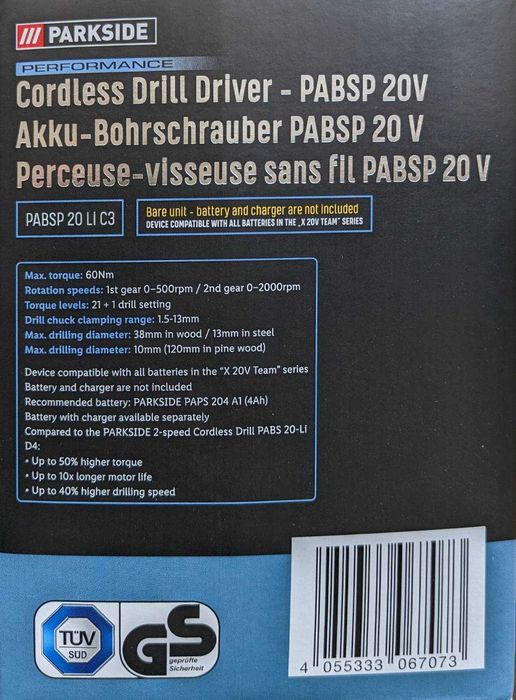 /// PARKSIDE
PERFORMANCE
Cordless Drill Driver - PABSP 20V
Akku-Bohrschrauber PABSP 20 V
Perceuse-visseuse sans fil PABSP 20 V
PABSP 20 LI C3
Bare unit - battery and charger are not included
DEVICE COMPATIBLE WITH ALL BATTERIES IN THE „X 20V TEAM” SERIES
Max. torque: 60Nm
Rotation speeds: 1st gear 0-500rpm / 2nd gear 0-2000rpm
Torque levels: 21 + 1 drill setting
Drill chuck clamping range: 1.5-13mm
Max. drilling diameter: 38mm in wood / 13mm in steel
Max. drilling diameter: 10mm (120mm in pine wood)
Device compatible with all batteries in the “X 20V Team” series
Battery and charger are not included
Recommended battery: PARKSIDE PAPS 204 A1 (4Ah)
Battery with charger available separately
Compared to the PARKSIDE 2-speed Cordless Drill PABS 20-Li
D4:
• Up to 50% higher torque
• Up to 10x longer motor life
• Up to 40% higher drilling speed
TÜV
SÜD
GS
geprüfte
Sicherheit
4 055333 067073